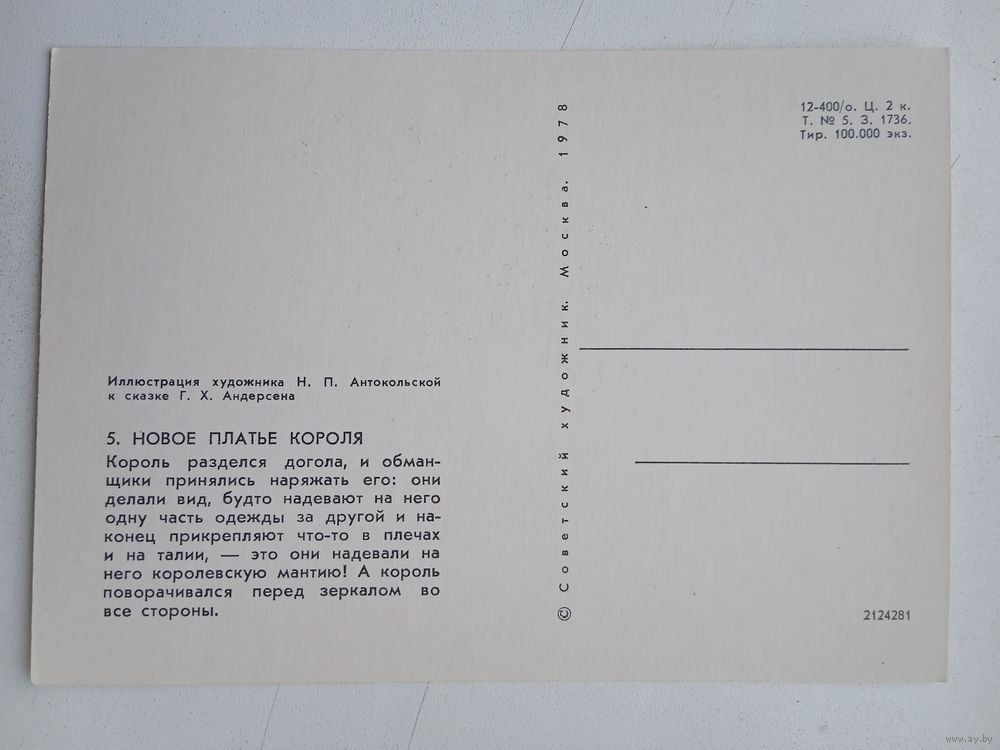 12-400/о. Ц. 2 к.
Т. № 5. З. 1736.
Тир. 100.000 экз.
© Советский художник. Москва. 1978
Иллюстрация художника Н. П. Антокольской
к сказке Г. Х. Андерсена
5. НОВОЕ ПЛАТЬЕ КОРОЛЯ
Король разделся догола, и обман-
щики принялись наряжать его: они
делали вид, будто надевают на него
одну часть одежды за другой и на-
конец прикрепляют что-то в плечах
и на талии, — это они надевали на
него королевскую мантию! А король
поворачивался перед зеркалом во
все стороны.
2124281
www.ay.by